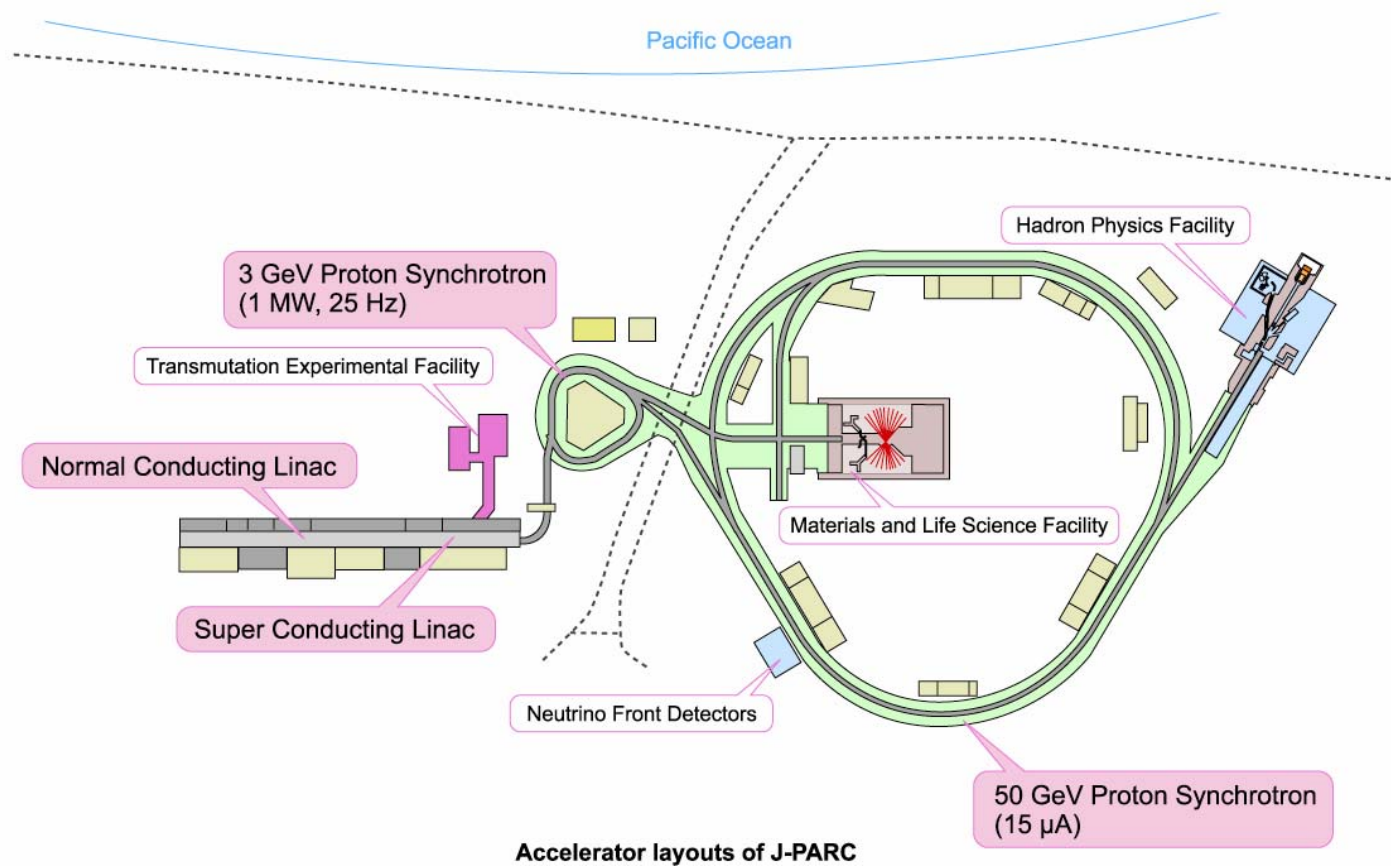 Pacific Ocean
Hadron Physics Facility
3 GeV Proton Synchrotron
(1 MW, 25 Hz)
Transmutation Experimental Facility
Normal Conducting Linac
Materials and Life Science Facility
Super Conducting Linac
Neutrino Front Detectors
50 GeV Proton Synchrotron
(15 µA)
Accelerator layouts of J-PARC